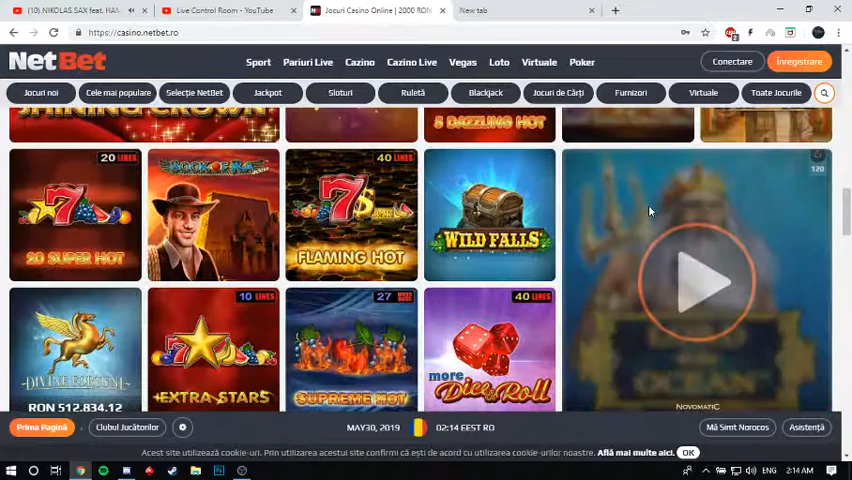 (10) NIKOLAS SAX feat. HAN
Live Control Room - YouTube
Jocuri Casino Online | 2000 RON
New tab
https://casino.netbet.ro
2
NetBet
Sport
Pariuri Live
Cazino
Cazino Live
Vegas
Loto
Virtuale
Poker
Conectare
Înregistrare
Jocuri noi
Cele mai populare
Selecție NetBet
Jackpot
Sloturi
Ruletă
Blackjack
Jocuri de Cărți
Furnizori
Virtuale
Toate Jocurile
SHINING CROWN
5 DAZZLING HOT
20 LINES
20 SUPER HOT
BOOK OF RA
40 LINES
FLAMING HOT
WILD FALLS
120
NOVOMATIC
DIVINE FORTUNE
RON 512.834,12
10 LINES
EXTRA STARS
27
SUPREME HOT
40 LINES
more
Dice & Roll
Prima Pagină
Clubul Jucătorilor
MAY30, 2019
02:14 EEST RO
Mă Simt Norocos
Asistență
Acest site utilizează cookie-uri. Prin utilizarea acestui site confirmi că ești de acord cu utilizarea cookie-urilor noastre. Află mai multe aici.
OK
ENG
2:14 AM